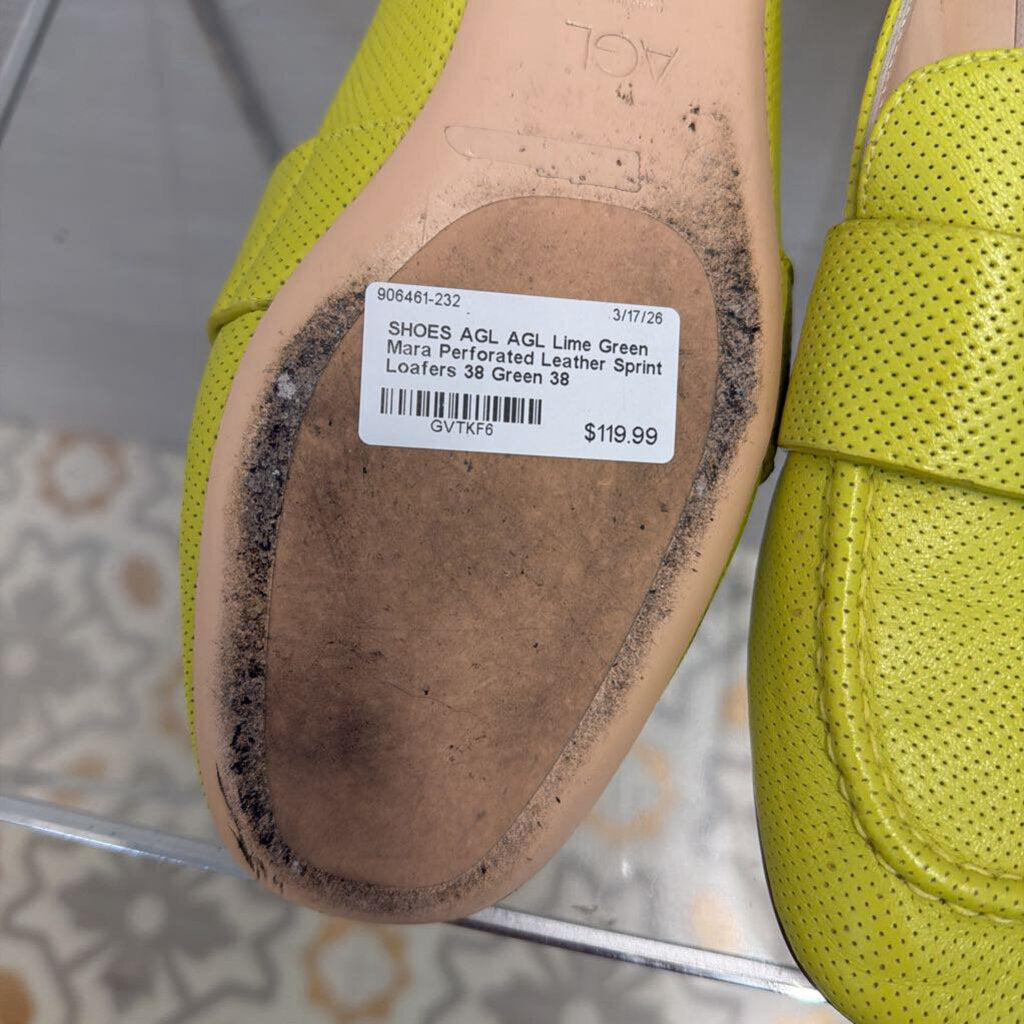 AGL
906461-232
3/17/26
SHOES AGL AGL Lime Green
Mara Perforated Leather Sprint
Loafers 38 Green 38
GVTKF6
$119.99